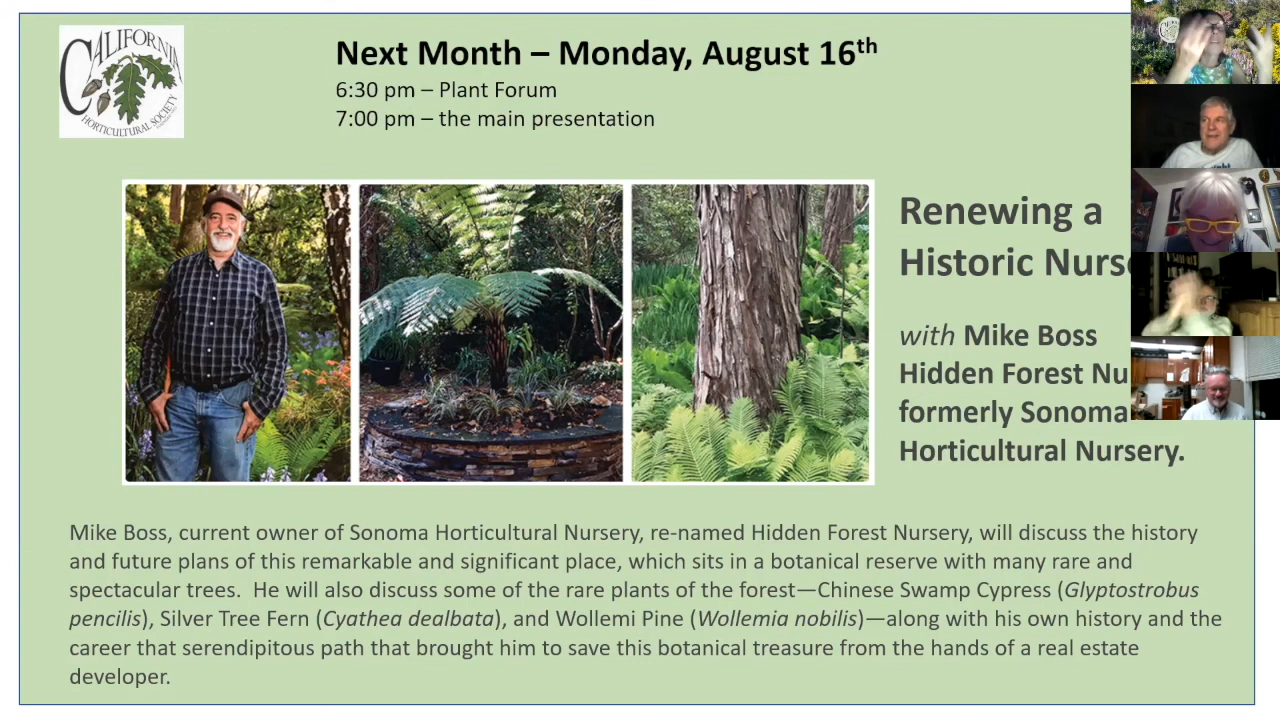 CALIFORNIA
HORTICULTURAL SOCIETY
Next Month – Monday, August 16th
6:30 pm – Plant Forum
7:00 pm – the main presentation
Renewing a
Historic Nurse
with Mike Boss
Hidden Forest Nu
formerly Sonoma
Horticultural Nursery.
Mike Boss, current owner of Sonoma Horticultural Nursery, re-named Hidden Forest Nursery, will discuss the history
and future plans of this remarkable and significant place, which sits in a botanical reserve with many rare and
spectacular trees.  He will also discuss some of the rare plants of the forest—Chinese Swamp Cypress (Glyptostrobus
pencilis), Silver Tree Fern (Cyathea dealbata), and Wollemi Pine (Wollemia nobilis)—along with his own history and the
career that serendipitous path that brought him to save this botanical treasure from the hands of a real estate
developer.